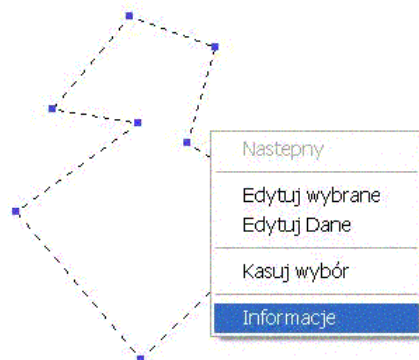 Nastepny
Edytuj wybrane
Edytuj Dane
Kasuj wybór
Informacje